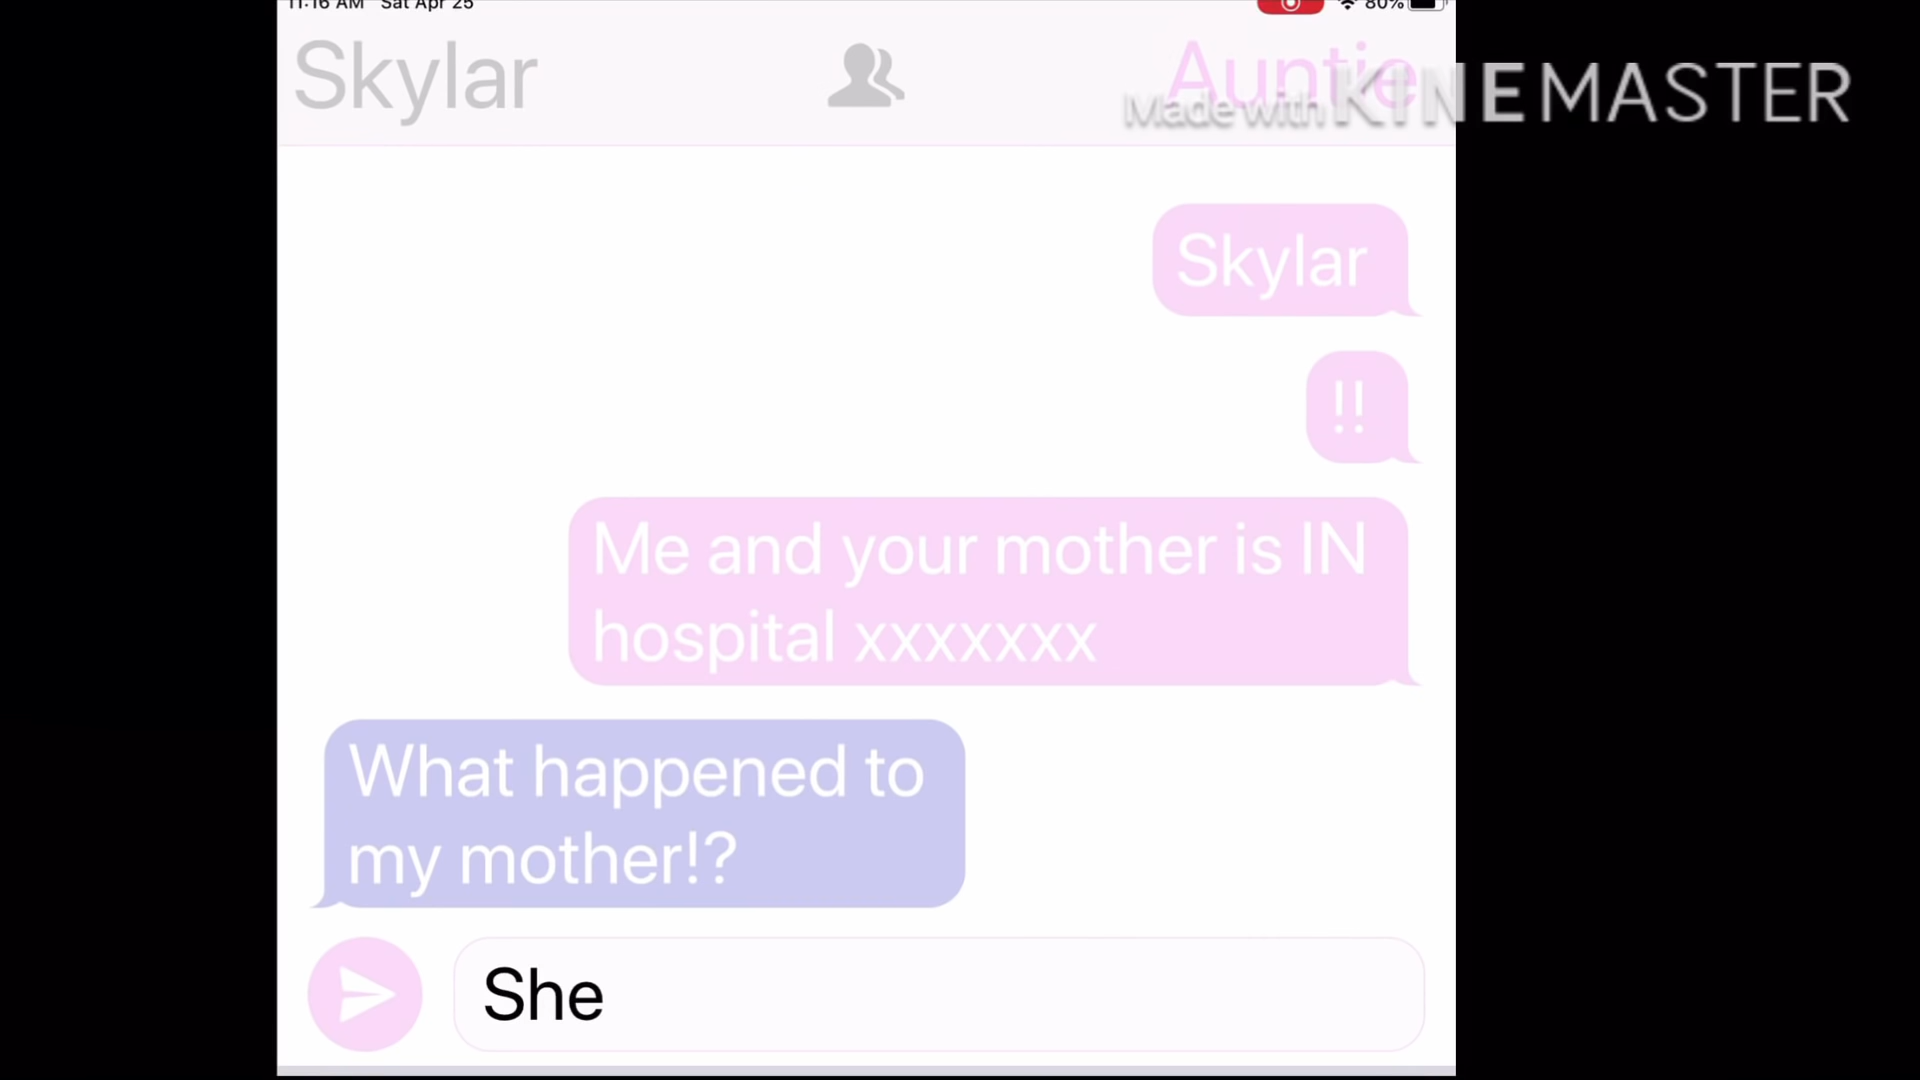 11:16 AM Sat Apr 25 80%
Skylar Auntie
Made with KINEMASTER
Skylar
!!
Me and your mother is IN
hospital xxxxxxx
What happened to
my mother!?
She